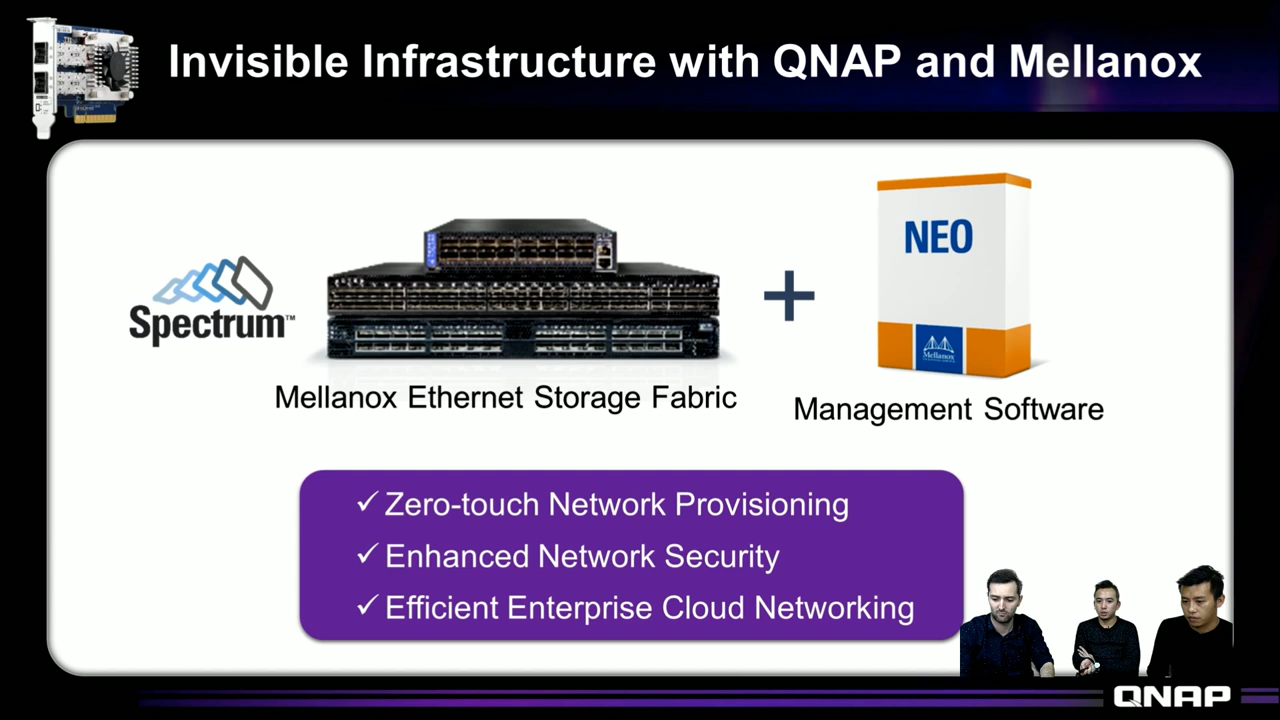 Invisible Infrastructure with QNAP and Mellanox
NEO
Spectrum™
Mellanox
Mellanox Ethernet Storage Fabric
Management Software
✓ Zero-touch Network Provisioning
✓ Enhanced Network Security
✓ Efficient Enterprise Cloud Networking
QNAP